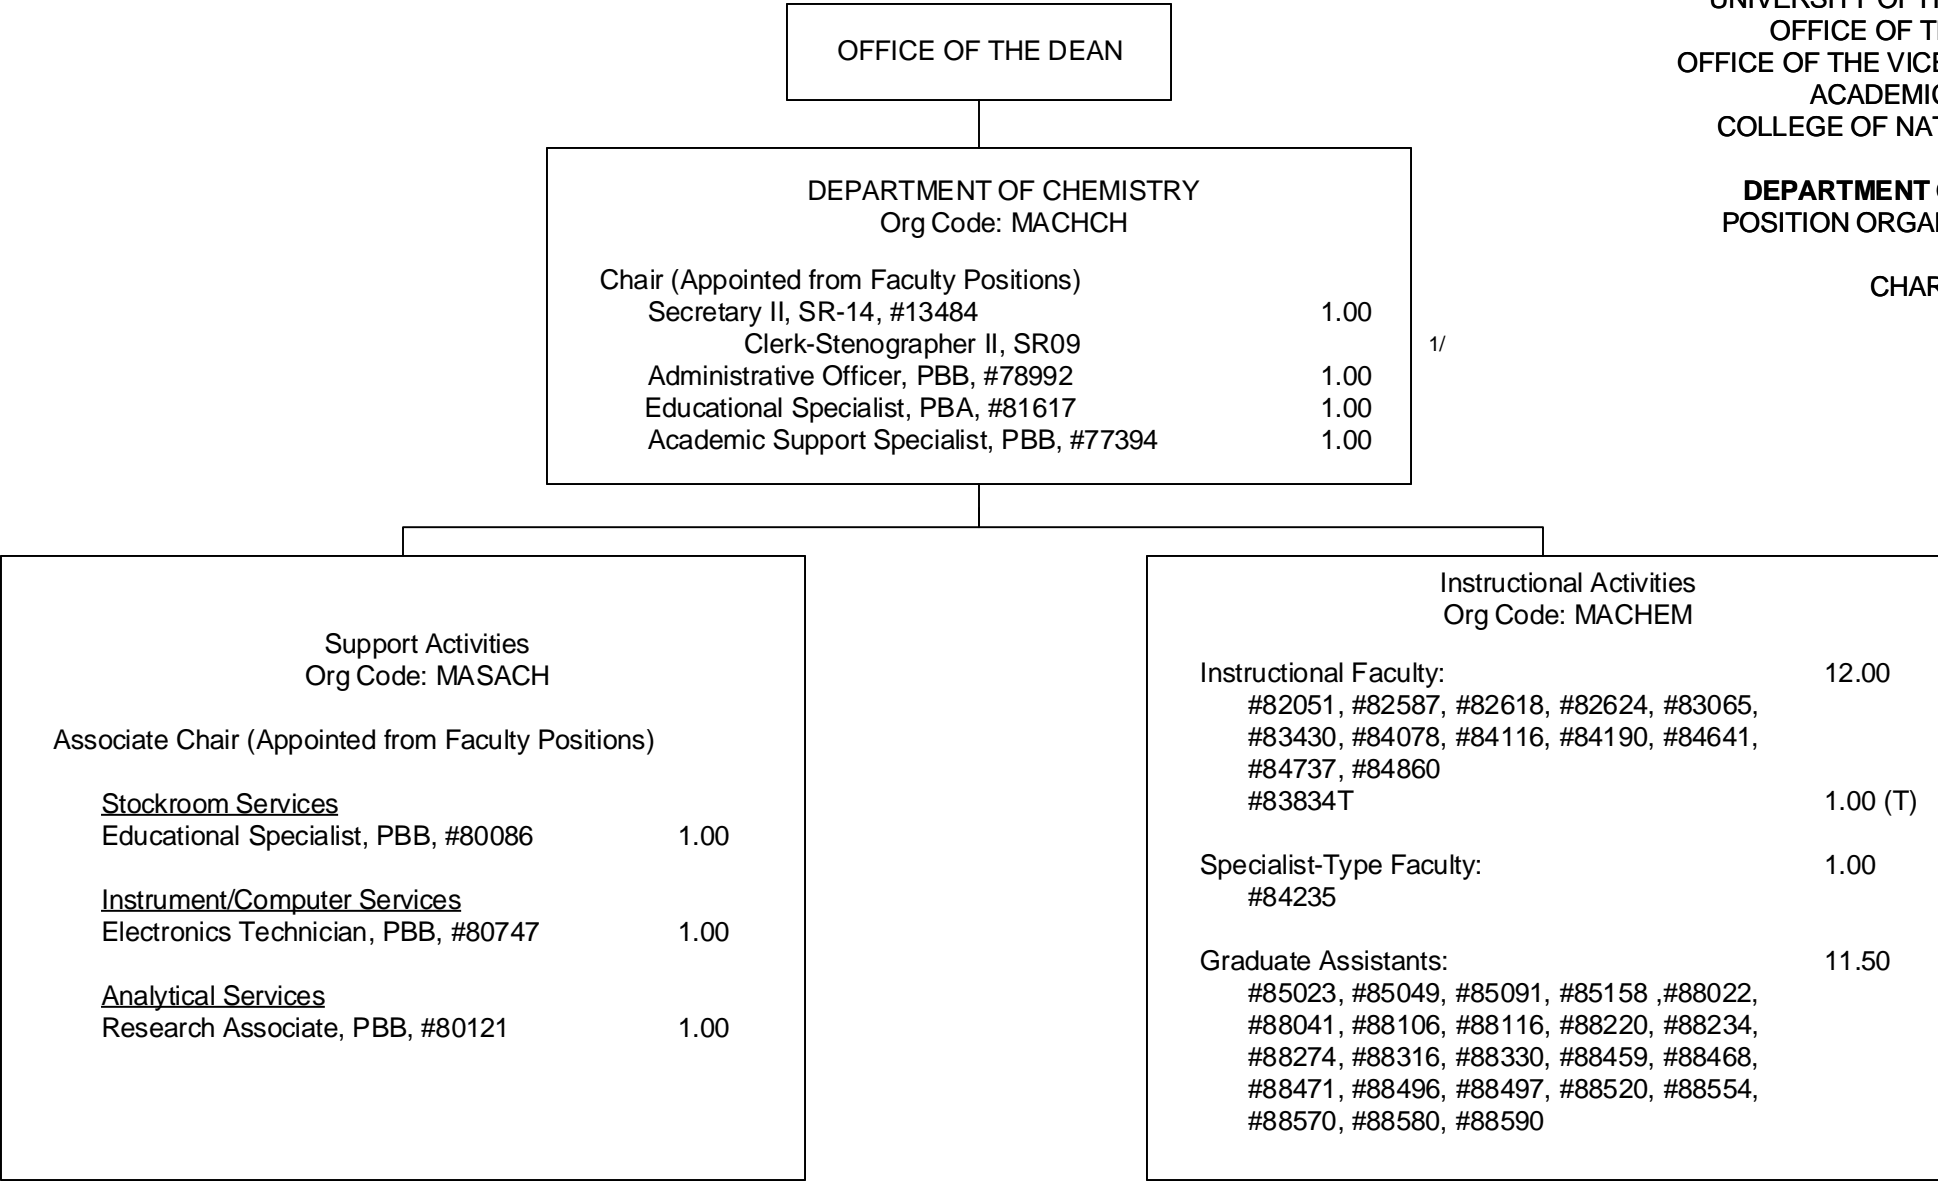 OFFICE OF THE DEAN
OFFICE OF
OFFICE OF THE
COLLEGE OF
DEPARTMENT
POSITION
DEPARTMENT OF CHEMISTRY
Org Code: MACHCH
Chair (Appointed from Faculty Positions)
Secretary II, SR-14, #13484 1.00
Clerk-Stenographer II, SR09 1/
Administrative Officer, PBB, #78992 1.00
Educational Specialist, PBA, #81617 1.00
Academic Support Specialist, PBB, #77394 1.00
Support Activities
Org Code: MASACH
Associate Chair (Appointed from Faculty Positions)
Stockroom Services
Educational Specialist, PBB, #80086 1.00
Instrument/Computer Services
Electronics Technician, PBB, #80747 1.00
Analytical Services
Research Associate, PBB, #80121 1.00
Instructional Activities
Org Code: MACHEM
Instructional Faculty: 12.00
#82051, #82587, #82618, #82624, #83065,
#83430, #84078, #84116, #84190, #84641,
#84737, #84860
#83834T 1.00 (T)
Specialist-Type Faculty: 1.00
#84235
Graduate Assistants: 11.50
#85023, #85049, #85091, #85158 ,#88022,
#88041, #88106, #88116, #88220, #88234,
#88274, #88316, #88330, #88459, #88468,
#88471, #88496, #88497, #88520, #88554,
#88570, #88580, #88590